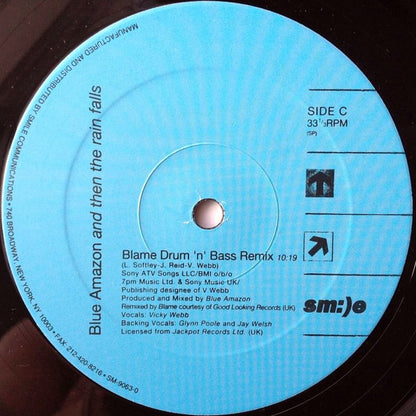 MANUFACTURED AND DISTRIBUTED BY SMILE COMMUNICATIONS • 740 BROADWAY NEW YORK, NY 10003 • FAX. 212-420-8216 • SM-9063-0
Blue Amazon and then the rain falls
SIDE C
33 1/3RPM
(SP)
Blame Drum 'n' Bass Remix 10:19
(L. Softley-J. Reid-V. Webb)
Sony ATV Songs LLC/BMI o/b/o
7pm Music Ltd. & Sony Music UK/
Publishing designee of V.Webb
Produced and Mixed by Blue Amazon
Remixed by Blame courtesy of Good Looking Records (UK)
Vocals: Vicky Webb
Backing Vocals: Glynn Poole and Jay Welsh
Licensed from Jackpot Records Ltd. (UK)
sm:)e